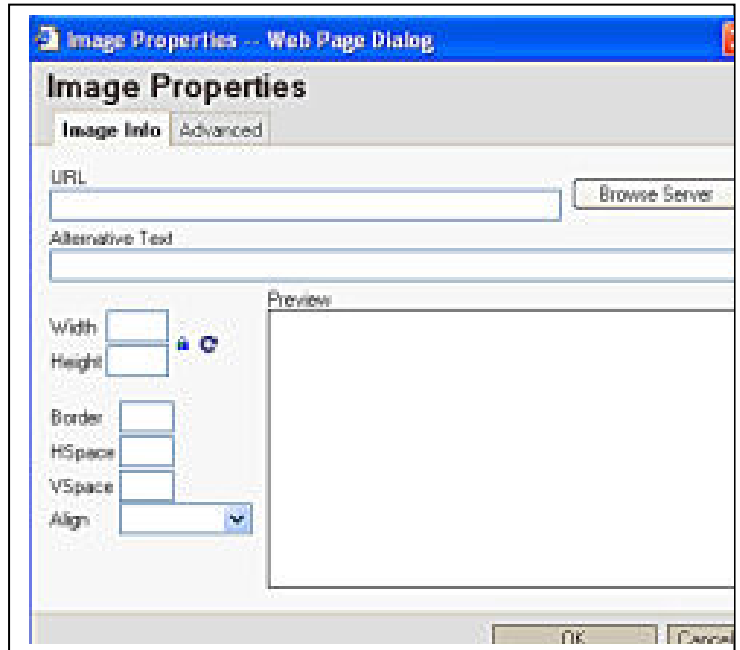 Image Properties -- Web Page Dialog
Image Properties
Image Info Advanced
URL
Browse Server
Alternative Text
Preview
Width
Height
Border
HSpace
VSpace
Align
OK Cancel